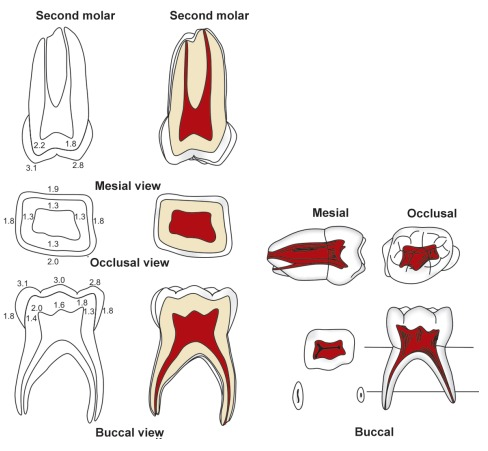 Second molar
Second molar
2.2 1.8
3.1 2.8
Mesial view
1.9
1.3
1.8 1.3 1.3 1.8
1.3
2.0
Occlusal view
Mesial
Occlusal
3.1 3.0 2.8
2.0 1.6 1.8
1.8 1.4 1.3 1.8
Buccal view
Buccal